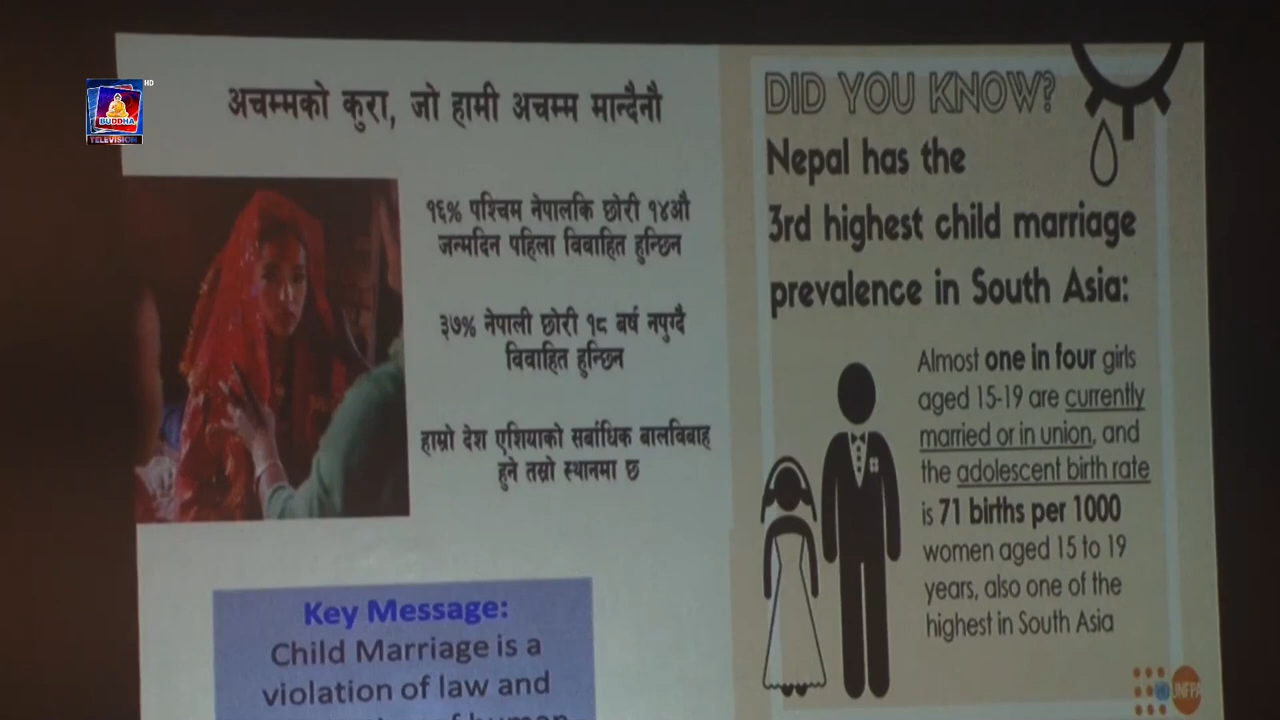 HD
BUDDHA
TELEVISION
अचम्मको कुरा, जो हामी अचम्म मान्दैनौ
१६% पश्चिम नेपालकि छोरी १४औ
जन्मदिन पहिला विवाहित हुन्छिन
३७% नेपाली छोरी १८ बर्ष नपुग्दै
विवाहित हुन्छिन
हाम्रो देश एशियाको सर्वाधिक बालविबाह
हुने तस्रो स्थानमा छ
Key Message:
Child Marriage is a
violation of law and
DID YOU KNOW?
Nepal has the
3rd highest child marriage
prevalence in South Asia:
Almost one in four girls
aged 15-19 are currently
married or in union, and
the adolescent birth rate
is 71 births per 1000
women aged 15 to 19
years, also one of the
highest in South Asia
UNFPA